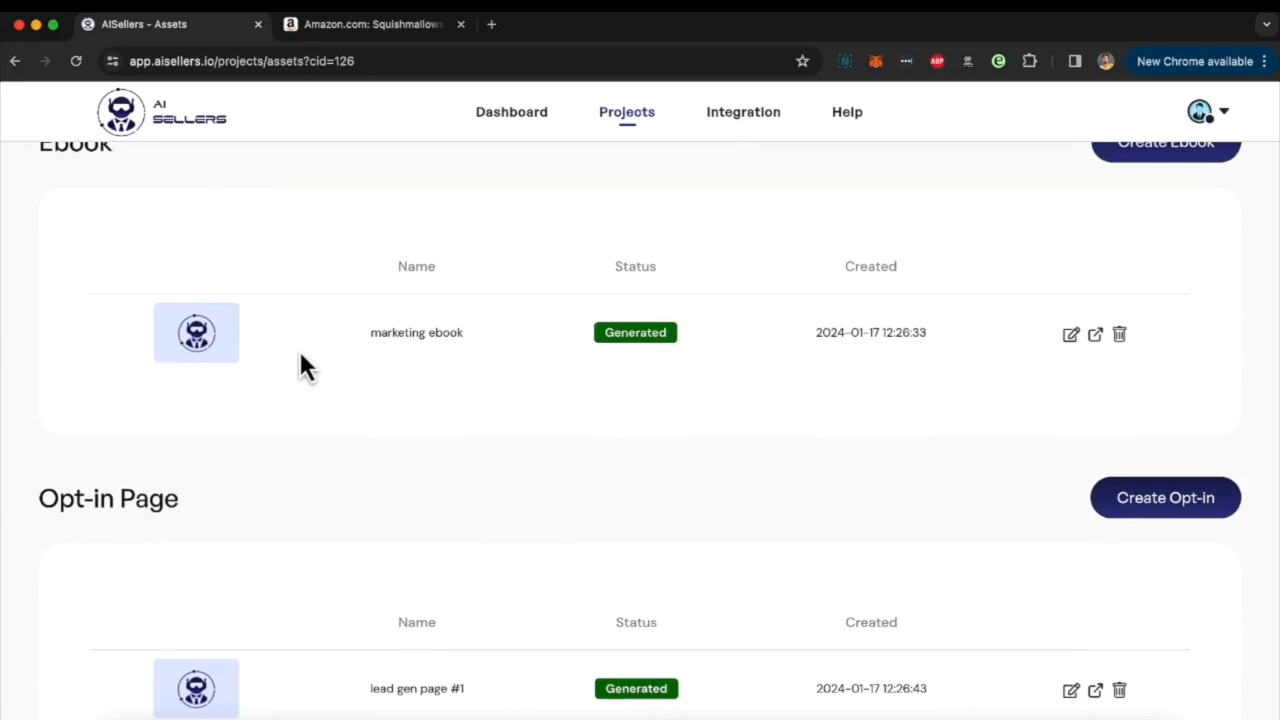 AISellers - Assets
Amazon.com: Squishmallows
app.aisellers.io/projects/assets?cid=126
ABP
New Chrome available
AI
SELLERS
Dashboard
Projects
Integration
Help
Ebook
Create Ebook
Name
Status
Created
marketing ebook
Generated
2024-01-17 12:26:33
Opt-in Page
Create Opt-in
Name
Status
Created
lead gen page #1
Generated
2024-01-17 12:26:43